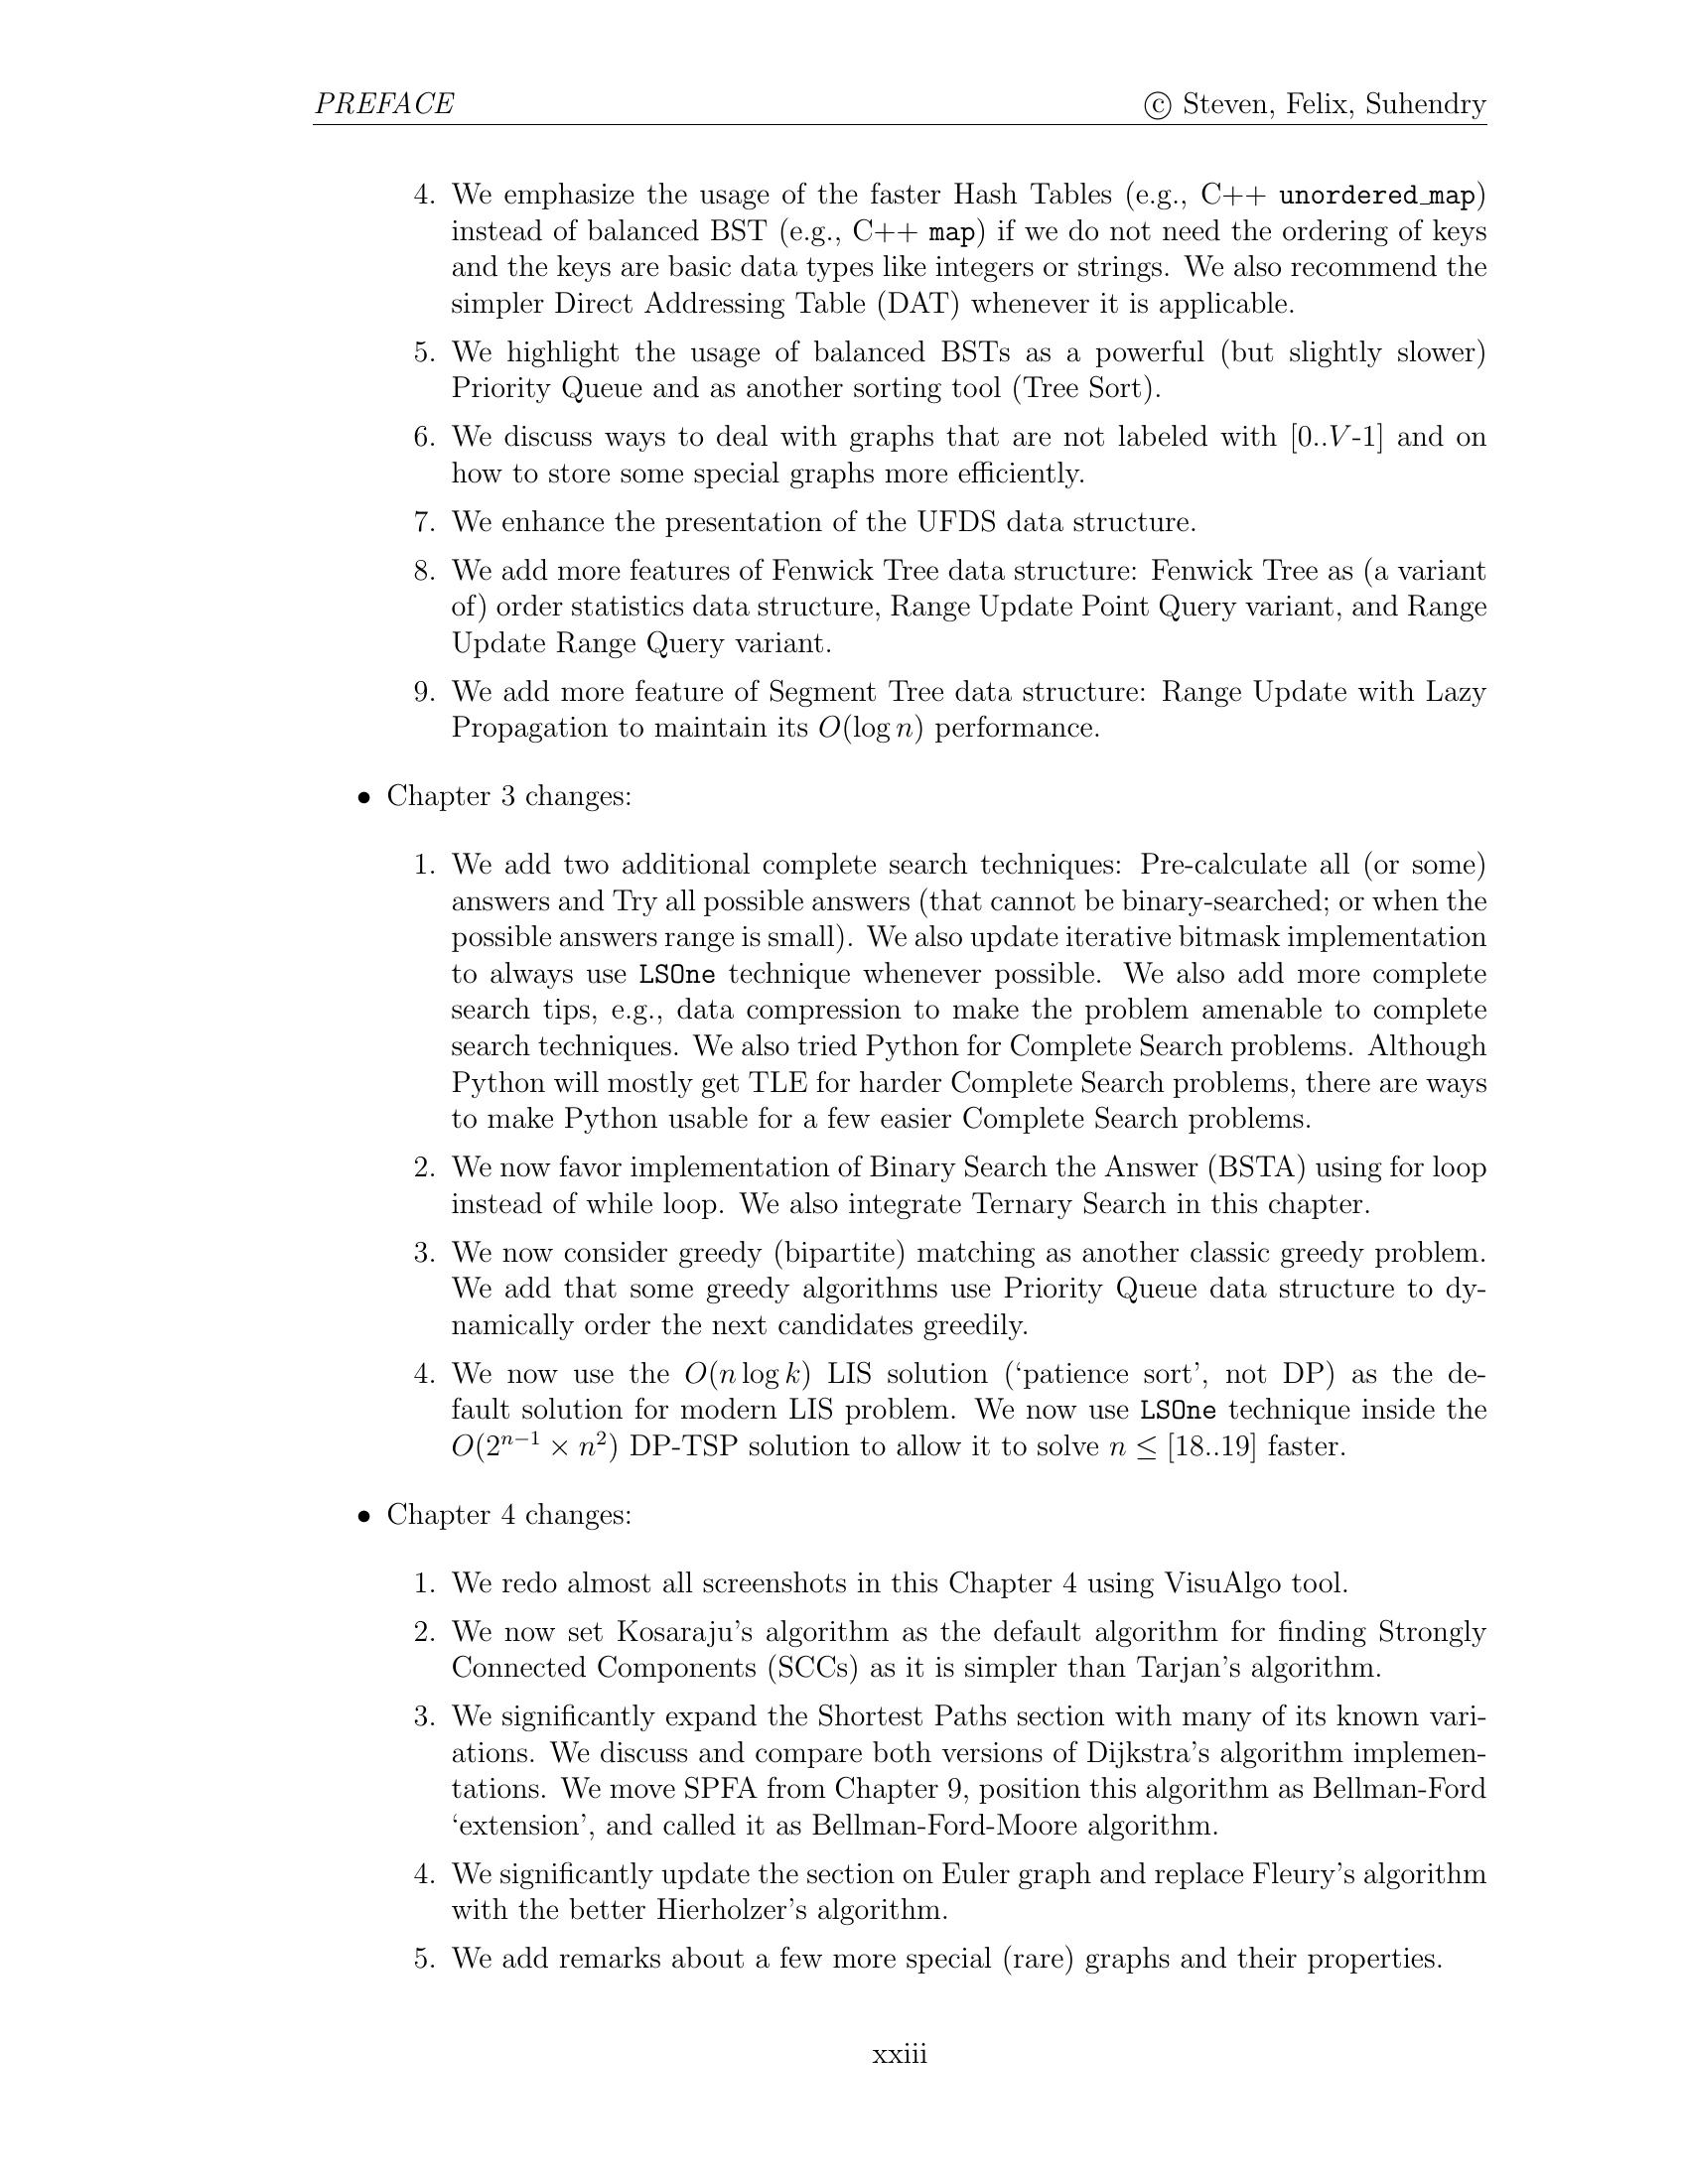 PREFACE © Steven, Felix, Suhendry
4. We emphasize the usage of the faster Hash Tables (e.g., C++ unordered_map)
instead of balanced BST (e.g., C++ map) if we do not need the ordering of keys
and the keys are basic data types like integers or strings. We also recommend the
simpler Direct Addressing Table (DAT) whenever it is applicable.
5. We highlight the usage of balanced BSTs as a powerful (but slightly slower)
Priority Queue and as another sorting tool (Tree Sort).
6. We discuss ways to deal with graphs that are not labeled with [0..V-1] and on
how to store some special graphs more efficiently.
7. We enhance the presentation of the UFDS data structure.
8. We add more features of Fenwick Tree data structure: Fenwick Tree as (a variant
of) order statistics data structure, Range Update Point Query variant, and Range
Update Range Query variant.
9. We add more feature of Segment Tree data structure: Range Update with Lazy
Propagation to maintain its O(log n) performance.
• Chapter 3 changes:
1. We add two additional complete search techniques: Pre-calculate all (or some)
answers and Try all possible answers (that cannot be binary-searched; or when the
possible answers range is small). We also update iterative bitmask implementation
to always use LSOne technique whenever possible. We also add more complete
search tips, e.g., data compression to make the problem amenable to complete
search techniques. We also tried Python for Complete Search problems. Although
Python will mostly get TLE for harder Complete Search problems, there are ways
to make Python usable for a few easier Complete Search problems.
2. We now favor implementation of Binary Search the Answer (BSTA) using for loop
instead of while loop. We also integrate Ternary Search in this chapter.
3. We now consider greedy (bipartite) matching as another classic greedy problem.
We add that some greedy algorithms use Priority Queue data structure to dy-
namically order the next candidates greedily.
4. We now use the O(n log k) LIS solution (‘patience sort’, not DP) as the de-
fault solution for modern LIS problem. We now use LSOne technique inside the
O(2ⁿ⁻¹ × n²) DP-TSP solution to allow it to solve n ≤ [18..19] faster.
• Chapter 4 changes:
1. We redo almost all screenshots in this Chapter 4 using VisuAlgo tool.
2. We now set Kosaraju’s algorithm as the default algorithm for finding Strongly
Connected Components (SCCs) as it is simpler than Tarjan’s algorithm.
3. We significantly expand the Shortest Paths section with many of its known vari-
ations. We discuss and compare both versions of Dijkstra’s algorithm implemen-
tations. We move SPFA from Chapter 9, position this algorithm as Bellman-Ford
‘extension’, and called it as Bellman-Ford-Moore algorithm.
4. We significantly update the section on Euler graph and replace Fleury’s algorithm
with the better Hierholzer’s algorithm.
5. We add remarks about a few more special (rare) graphs and their properties.
xxiii